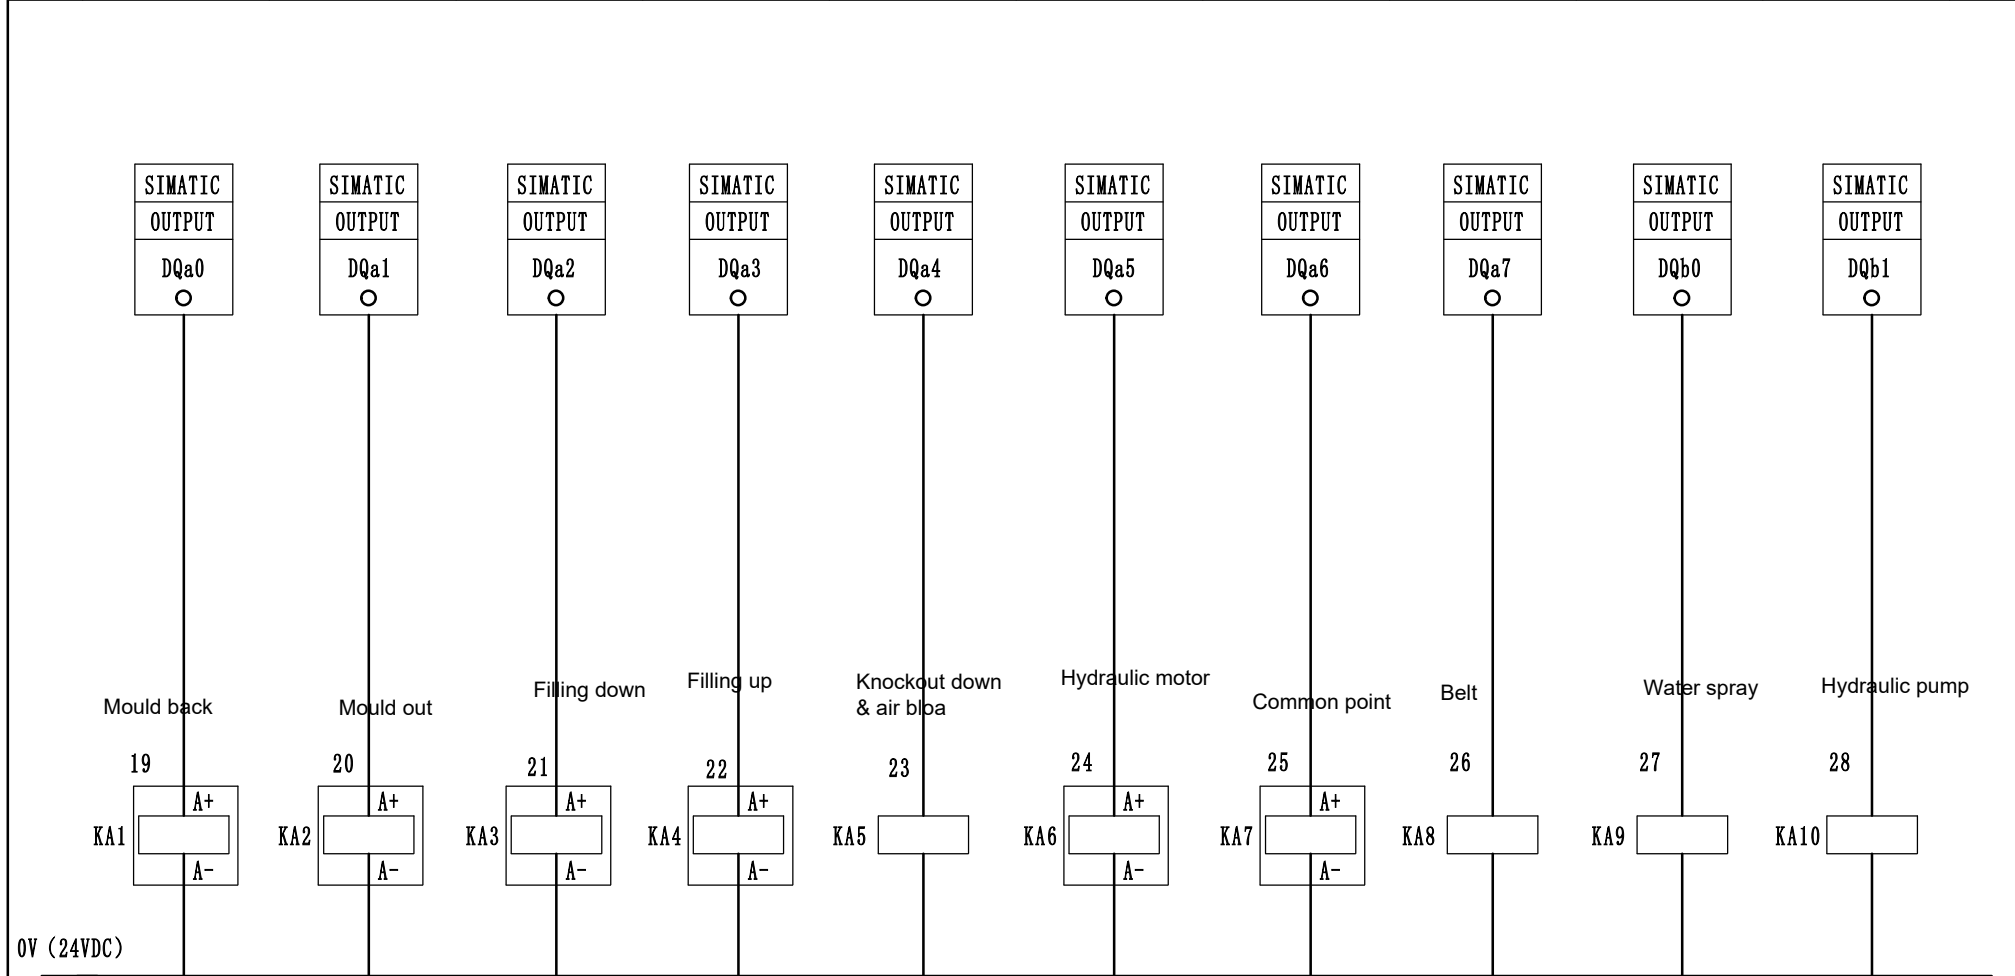 SIMATIC SIMATIC SIMATIC SIMATIC SIMATIC SIMATIC SIMATIC SIMATIC SIMATIC SIMATIC
OUTPUT OUTPUT OUTPUT OUTPUT OUTPUT OUTPUT OUTPUT OUTPUT OUTPUT OUTPUT
DQa0 DQa1 DQa2 DQa3 DQa4 DQa5 DQa6 DQa7 DQb0 DQb1
Mould back Mould out Filling down Filling up Knockout down Hydraulic motor Common point Belt Water spray Hydraulic pump
& air bloa
19 20 21 22 23 24 25 26 27 28
A+ A+ A+ A+ A+ A+
KA1 KA2 KA3 KA4 KA5 KA6 KA7 KA8 KA9 KA10
A- A- A- A- A- A-
0V (24VDC)